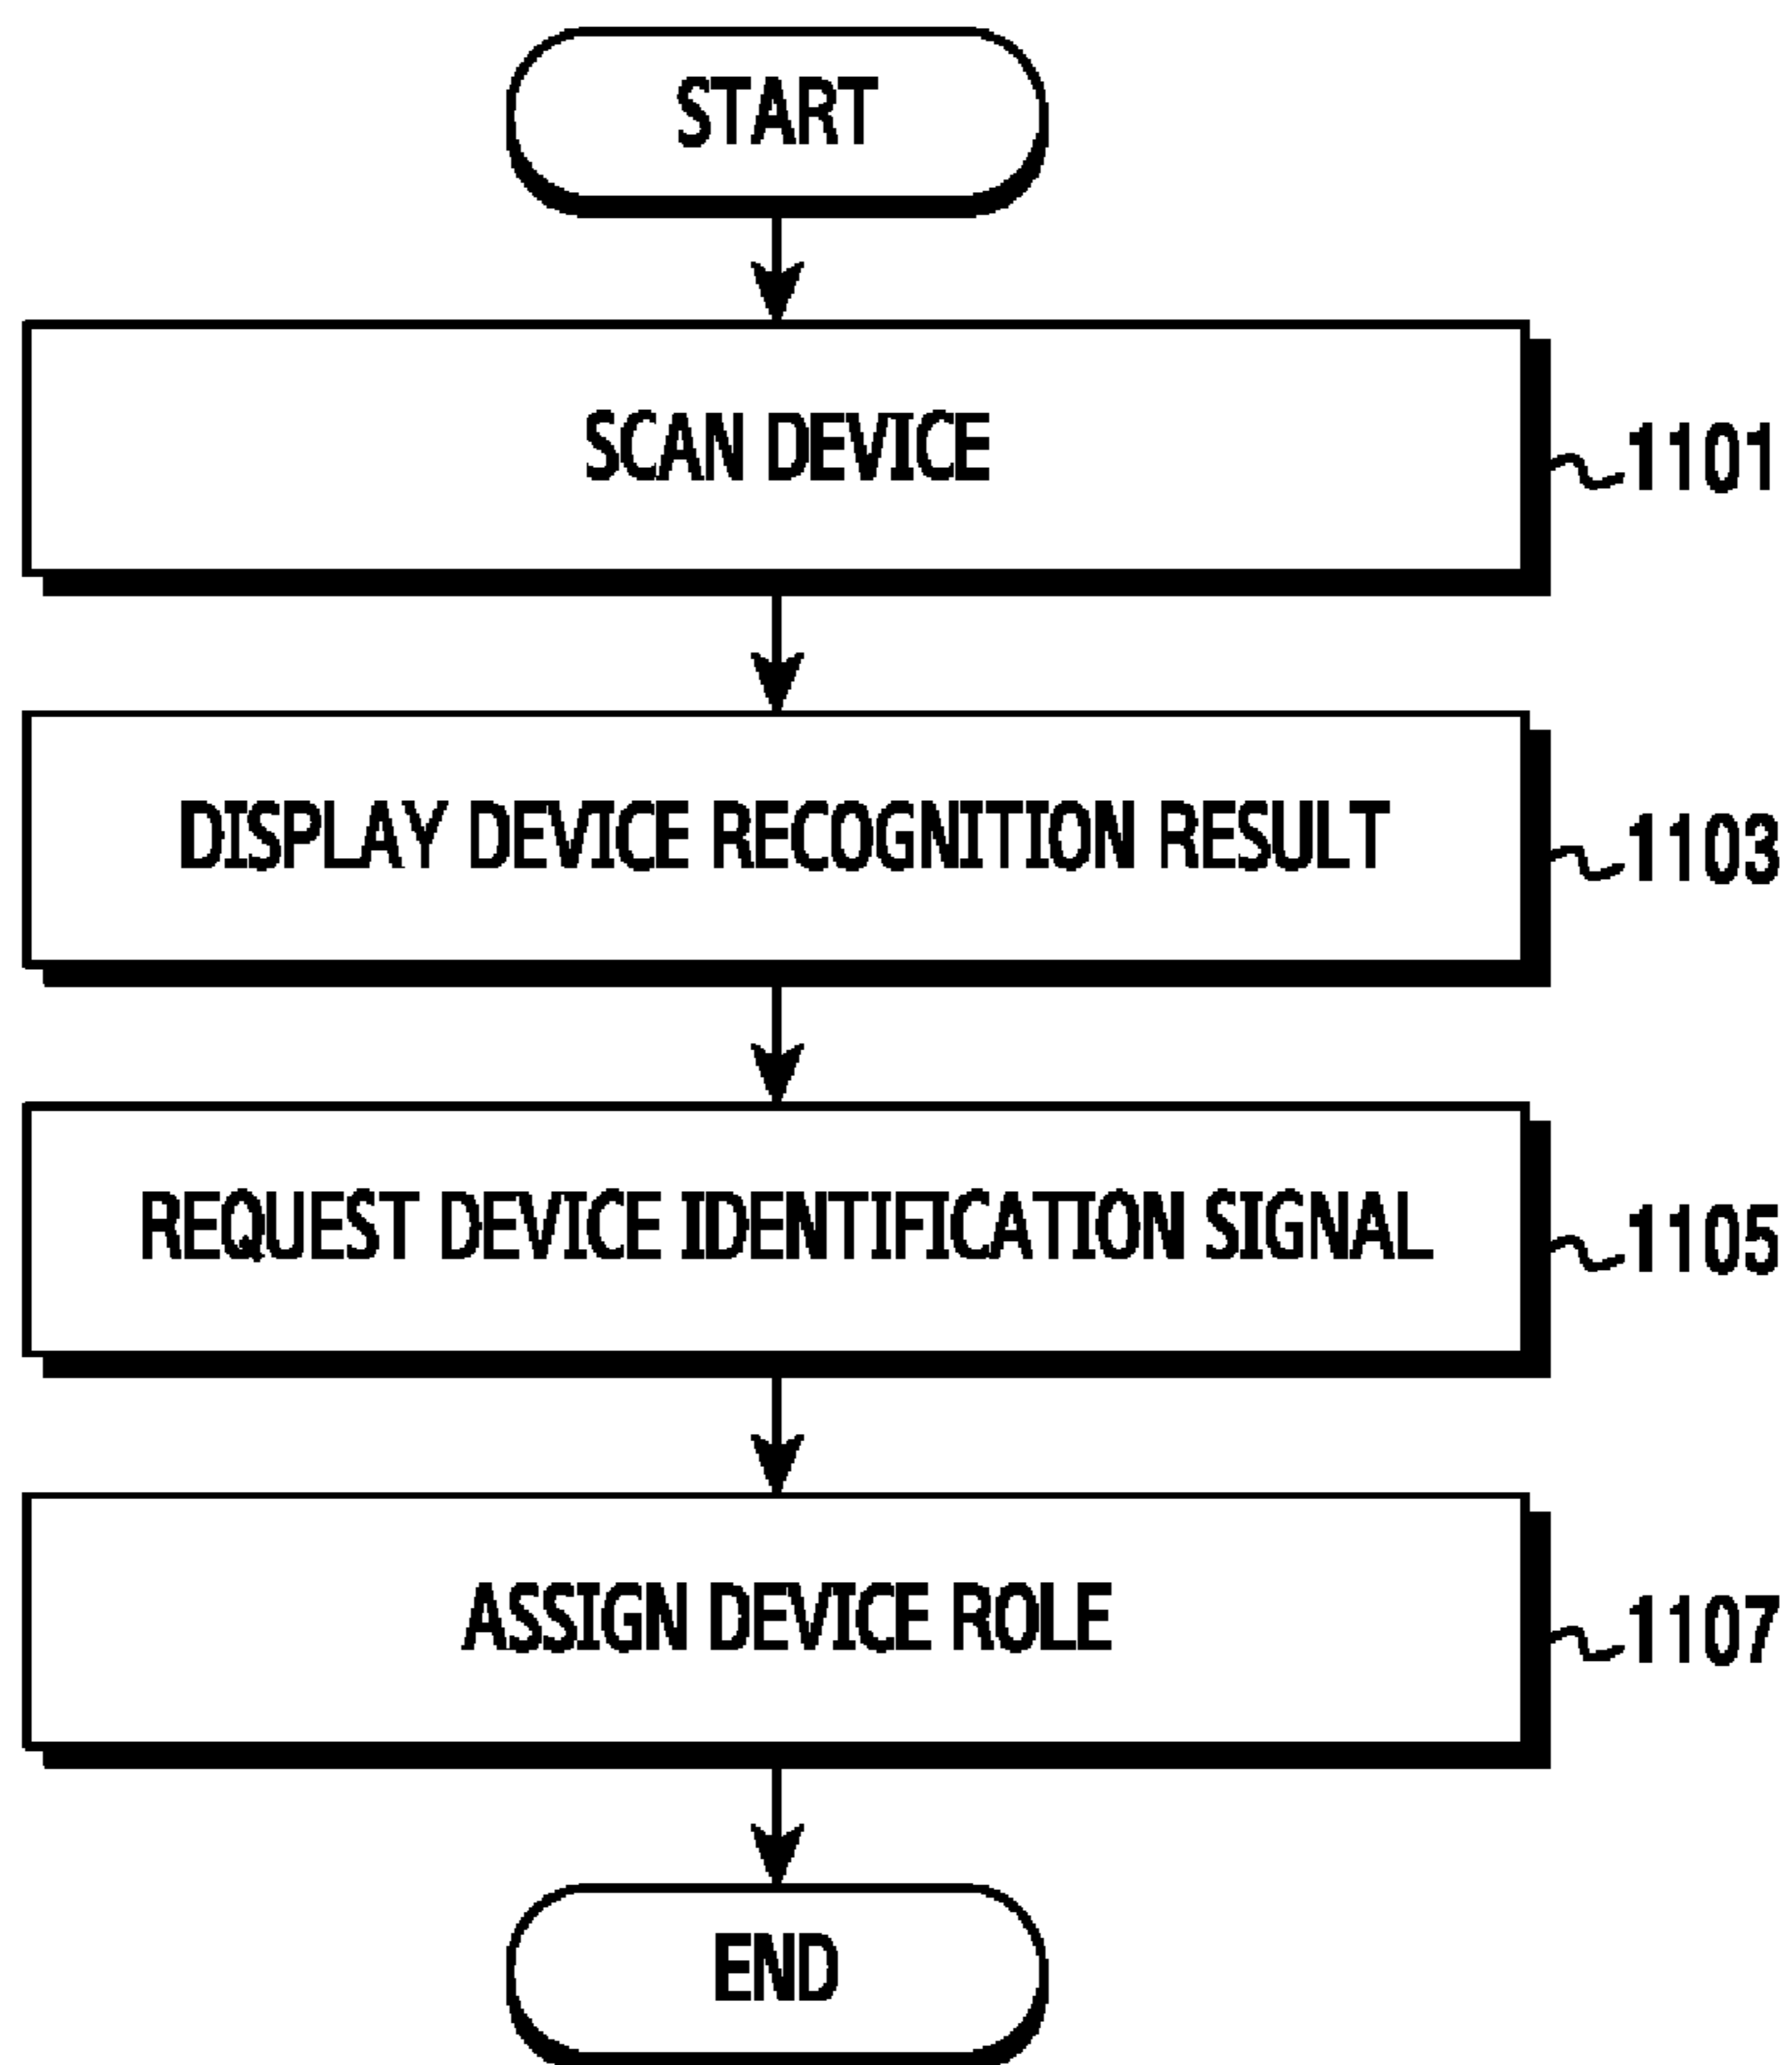 START
SCAN DEVICE
1101
DISPLAY DEVICE RECOGNITION RESULT
1103
REQUEST DEVICE IDENTIFICATION SIGNAL
1105
ASSIGN DEVICE ROLE
1107
END